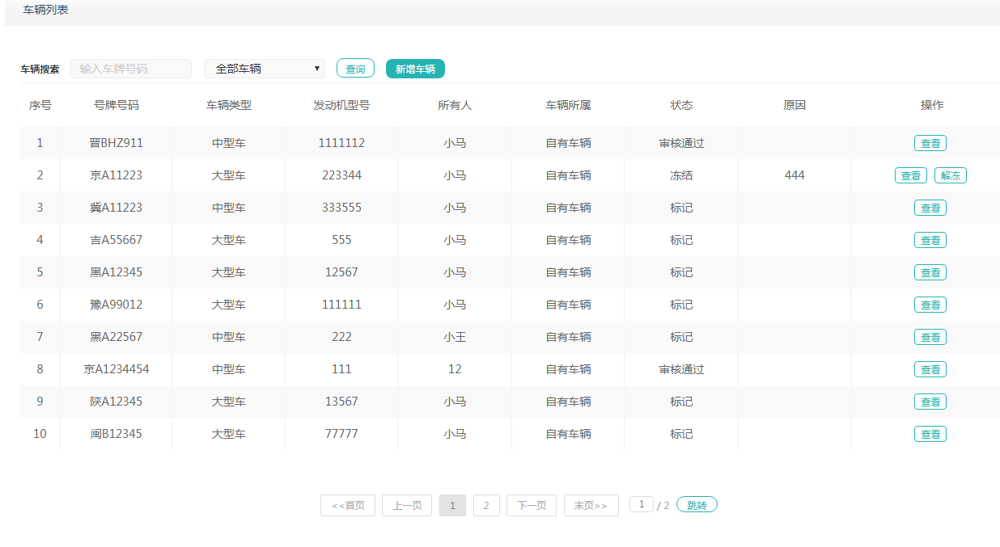 车辆列表
车辆搜索 输入车牌号码 全部车辆 ▼ 查询 新增车辆
序号 号牌号码 车辆类型 发动机型号 所有人 车辆所属 状态 原因 操作
1 晋BHZ911 中型车 1111112 小马 自有车辆 审核通过 查看
2 京A11223 大型车 223344 小马 自有车辆 冻结 444 查看 解冻
3 冀A11223 中型车 333555 小马 自有车辆 标记 查看
4 吉A55667 大型车 555 小马 自有车辆 标记 查看
5 黑A12345 大型车 12567 小马 自有车辆 标记 查看
6 豫A99012 大型车 111111 小马 自有车辆 标记 查看
7 黑A22567 中型车 222 小王 自有车辆 标记 查看
8 京A1234454 中型车 111 12 自有车辆 审核通过 查看
9 陕A12345 大型车 13567 小马 自有车辆 标记 查看
10 闽B12345 大型车 77777 小马 自有车辆 标记 查看
<<首页 上一页 1 2 下一页 末页>> 1 / 2 跳转